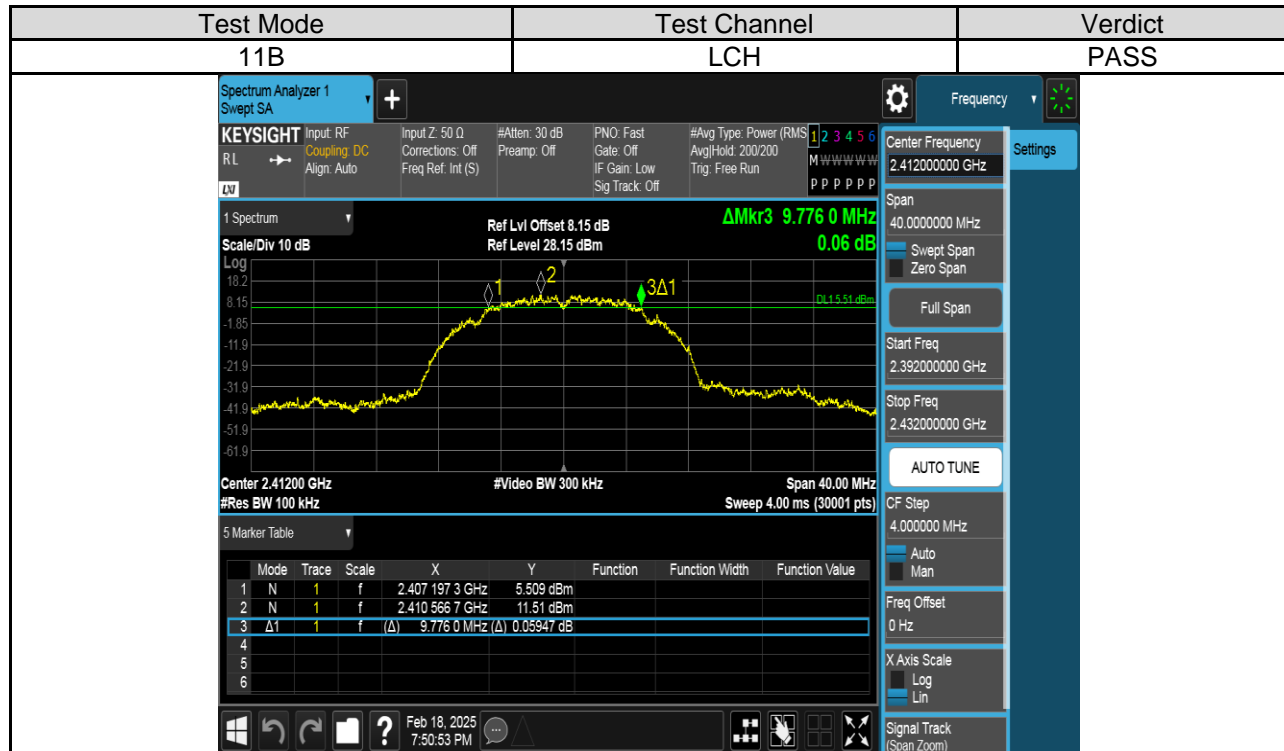 Test Mode Test Channel Verdict
11B LCH PASS
Spectrum Analyzer 1
Swept SA
+
Frequency
KEYSIGHT Input: RF Input Z: 50 Ω #Atten: 30 dB PNO: Fast #Avg Type: Power (RMS 1 2 3 4 5 6
RL Coupling: DC Corrections: Off Preamp: Off Gate: Off Avg|Hold: 200/200 M W W W W W
Align: Auto Freq Ref: Int (S) IF Gain: Low Trig: Free Run
LXI Sig Track: Off P P P P P P
1 Spectrum
Ref Lvl Offset 8.15 dB ΔMkr3 9.776 0 MHz
Scale/Div 10 dB Ref Level 28.15 dBm 0.06 dB
Log
18.2
8.15
-1.85
-11.9
-21.9
-31.9
-41.9
-51.9
-61.9
1
2
3Δ1
DL1 5.51 dBm
Center 2.41200 GHz #Video BW 300 kHz Span 40.00 MHz
#Res BW 100 kHz Sweep 4.00 ms (30001 pts)
5 Marker Table
Mode Trace Scale X Y Function Function Width Function Value
1 N 1 f 2.407 197 3 GHz 5.509 dBm
2 N 1 f 2.410 566 7 GHz 11.51 dBm
3 Δ1 1 f (Δ) 9.776 0 MHz (Δ) 0.05947 dB
4
5
6
?
Feb 18, 2025
7:50:53 PM
Center Frequency
2.412000000 GHz
Settings
Span
40.0000000 MHz
Swept Span
Zero Span
Full Span
Start Freq
2.392000000 GHz
Stop Freq
2.432000000 GHz
AUTO TUNE
CF Step
4.000000 MHz
Auto
Man
Freq Offset
0 Hz
X Axis Scale
Log
Lin
Signal Track
(Span Zoom)